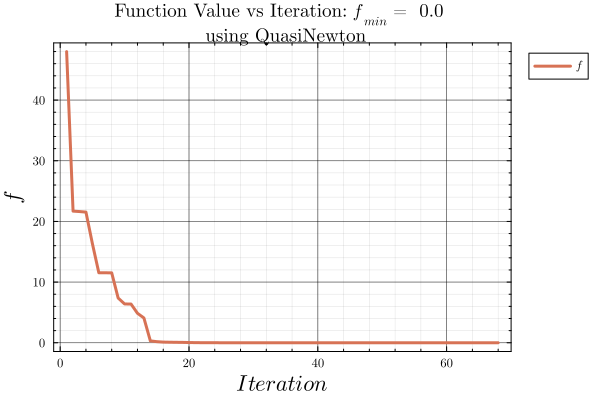 Function Value vs Iteration: f_min = 0.0
using QuasiNewton
f
40
30
20
10
0
f
0
20
40
60
Iteration